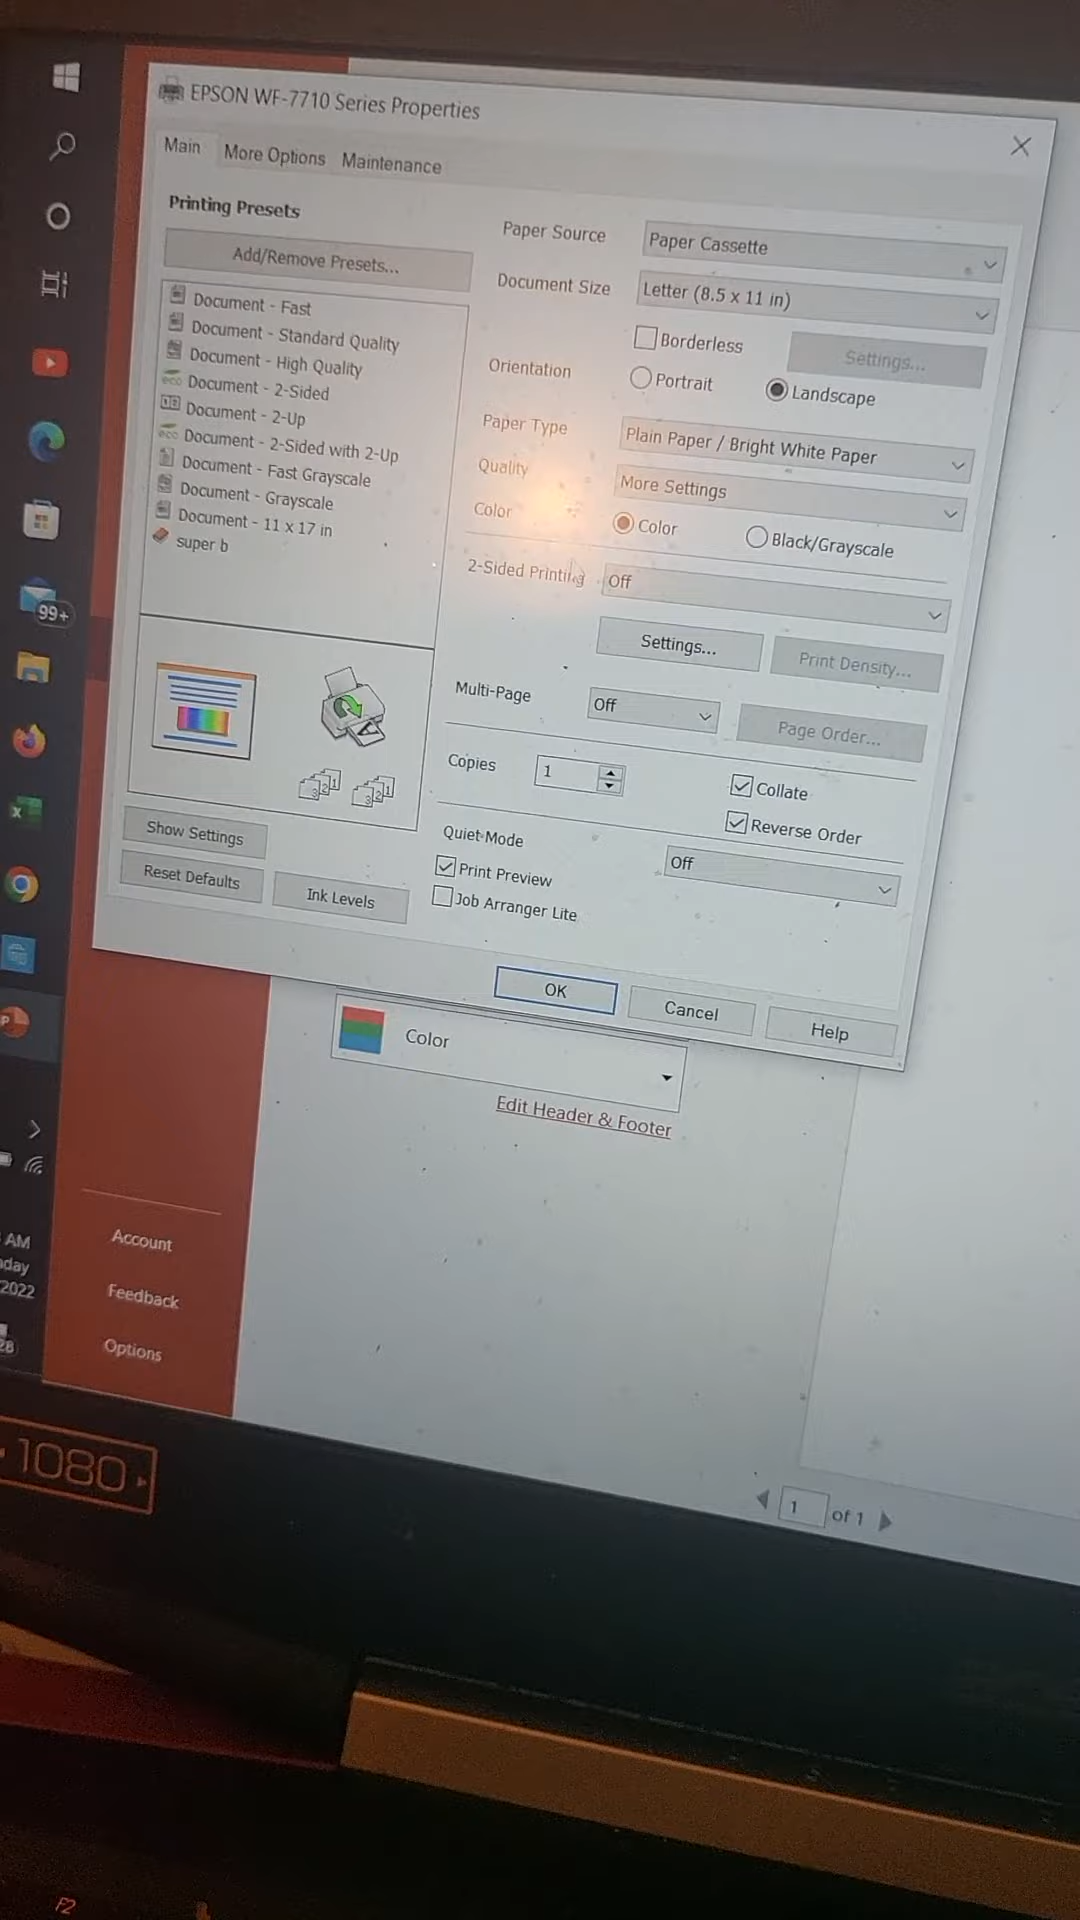 EPSON WF-7710 Series Properties
Main More Options Maintenance
Printing Presets
Add/Remove Presets...
Document - Fast
Document - Standard Quality
Document - High Quality
Document - 2-Sided
Document - 2-Up
Document - 2-Sided with 2-Up
Document - Fast Grayscale
Document - Grayscale
Document - 11 x 17 in
super b
Show Settings
Reset Defaults
Ink Levels
Paper Source Paper Cassette
Document Size Letter (8.5 x 11 in)
Borderless Settings...
Orientation Portrait Landscape
Paper Type Plain Paper / Bright White Paper
Quality More Settings
Color Color Black/Grayscale
2-Sided Printing Off
Settings... Print Density...
Multi-Page Off Page Order...
Copies 1 Collate
Reverse Order
Quiet Mode Off
Print Preview
Job Arranger Lite
OK Cancel Help
Color
Edit Header & Footer
99+
AM
2022
Account
Feedback
Options
1 of 1
1080
F2